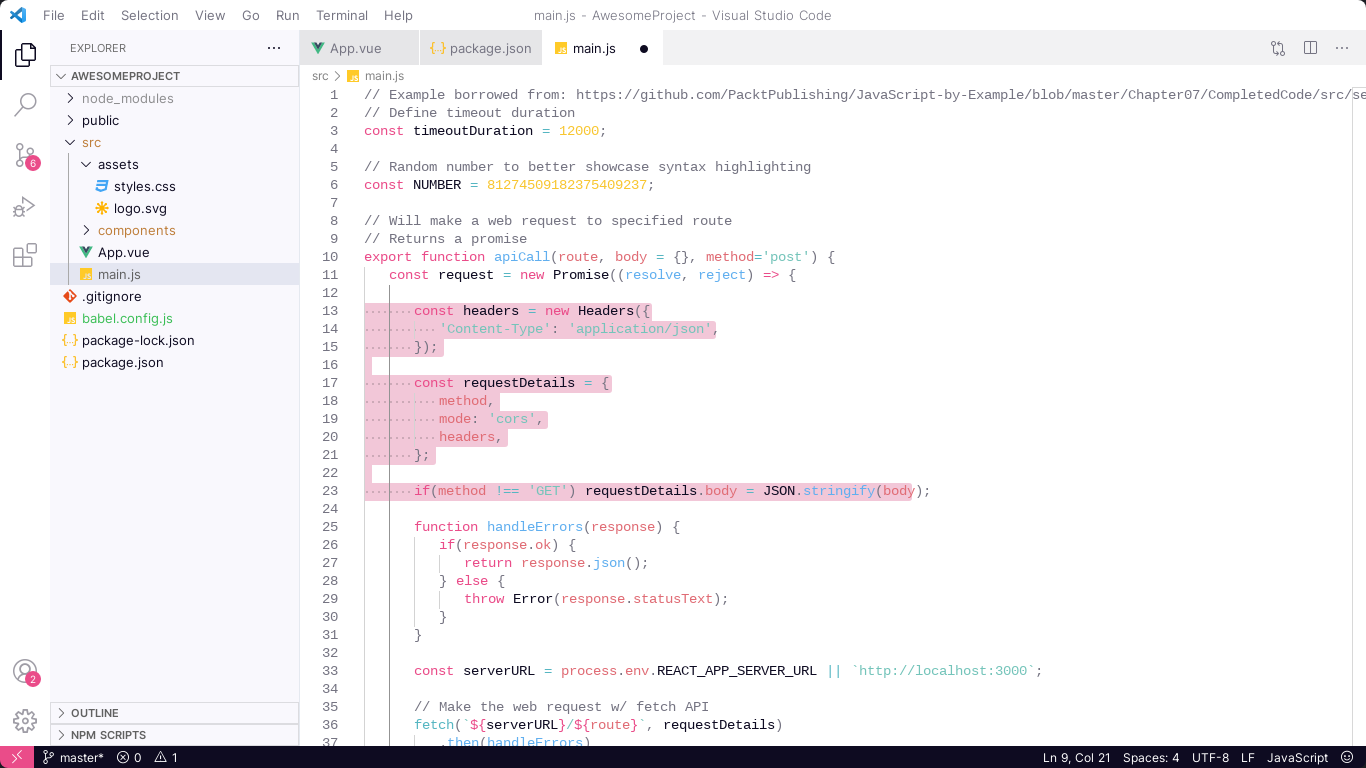 File Edit Selection View Go Run Terminal Help main.js - AwesomeProject - Visual Studio Code
EXPLORER
AWESOMEPROJECT
node_modules
public
src
assets
styles.css
logo.svg
components
App.vue
main.js
.gitignore
babel.config.js
package-lock.json
package.json
OUTLINE
NPM SCRIPTS
6
2
App.vue package.json main.js
src main.js
1 // Example borrowed from: https://github.com/PacktPublishing/JavaScript-by-Example/blob/master/Chapter07/CompletedCode/src/se
2 // Define timeout duration
3 const timeoutDuration = 12000;
4
5 // Random number to better showcase syntax highlighting
6 const NUMBER = 81274509182375409237;
7
8 // Will make a web request to specified route
9 // Returns a promise
10 export function apiCall(route, body = {}, method='post') {
11 const request = new Promise((resolve, reject) => {
12
13 const headers = new Headers({
14 'Content-Type': 'application/json',
15 });
16
17 const requestDetails = {
18 method,
19 mode: 'cors',
20 headers,
21 };
22
23 if(method !== 'GET') requestDetails.body = JSON.stringify(body);
24
25 function handleErrors(response) {
26 if(response.ok) {
27 return response.json();
28 } else {
29 throw Error(response.statusText);
30 }
31 }
32
33 const serverURL = process.env.REACT_APP_SERVER_URL || `http://localhost:3000`;
34
35 // Make the web request w/ fetch API
36 fetch(`${serverURL}/${route}`, requestDetails)
37 .then(handleErrors)
master* 0 1 Ln 9, Col 21 Spaces: 4 UTF-8 LF JavaScript